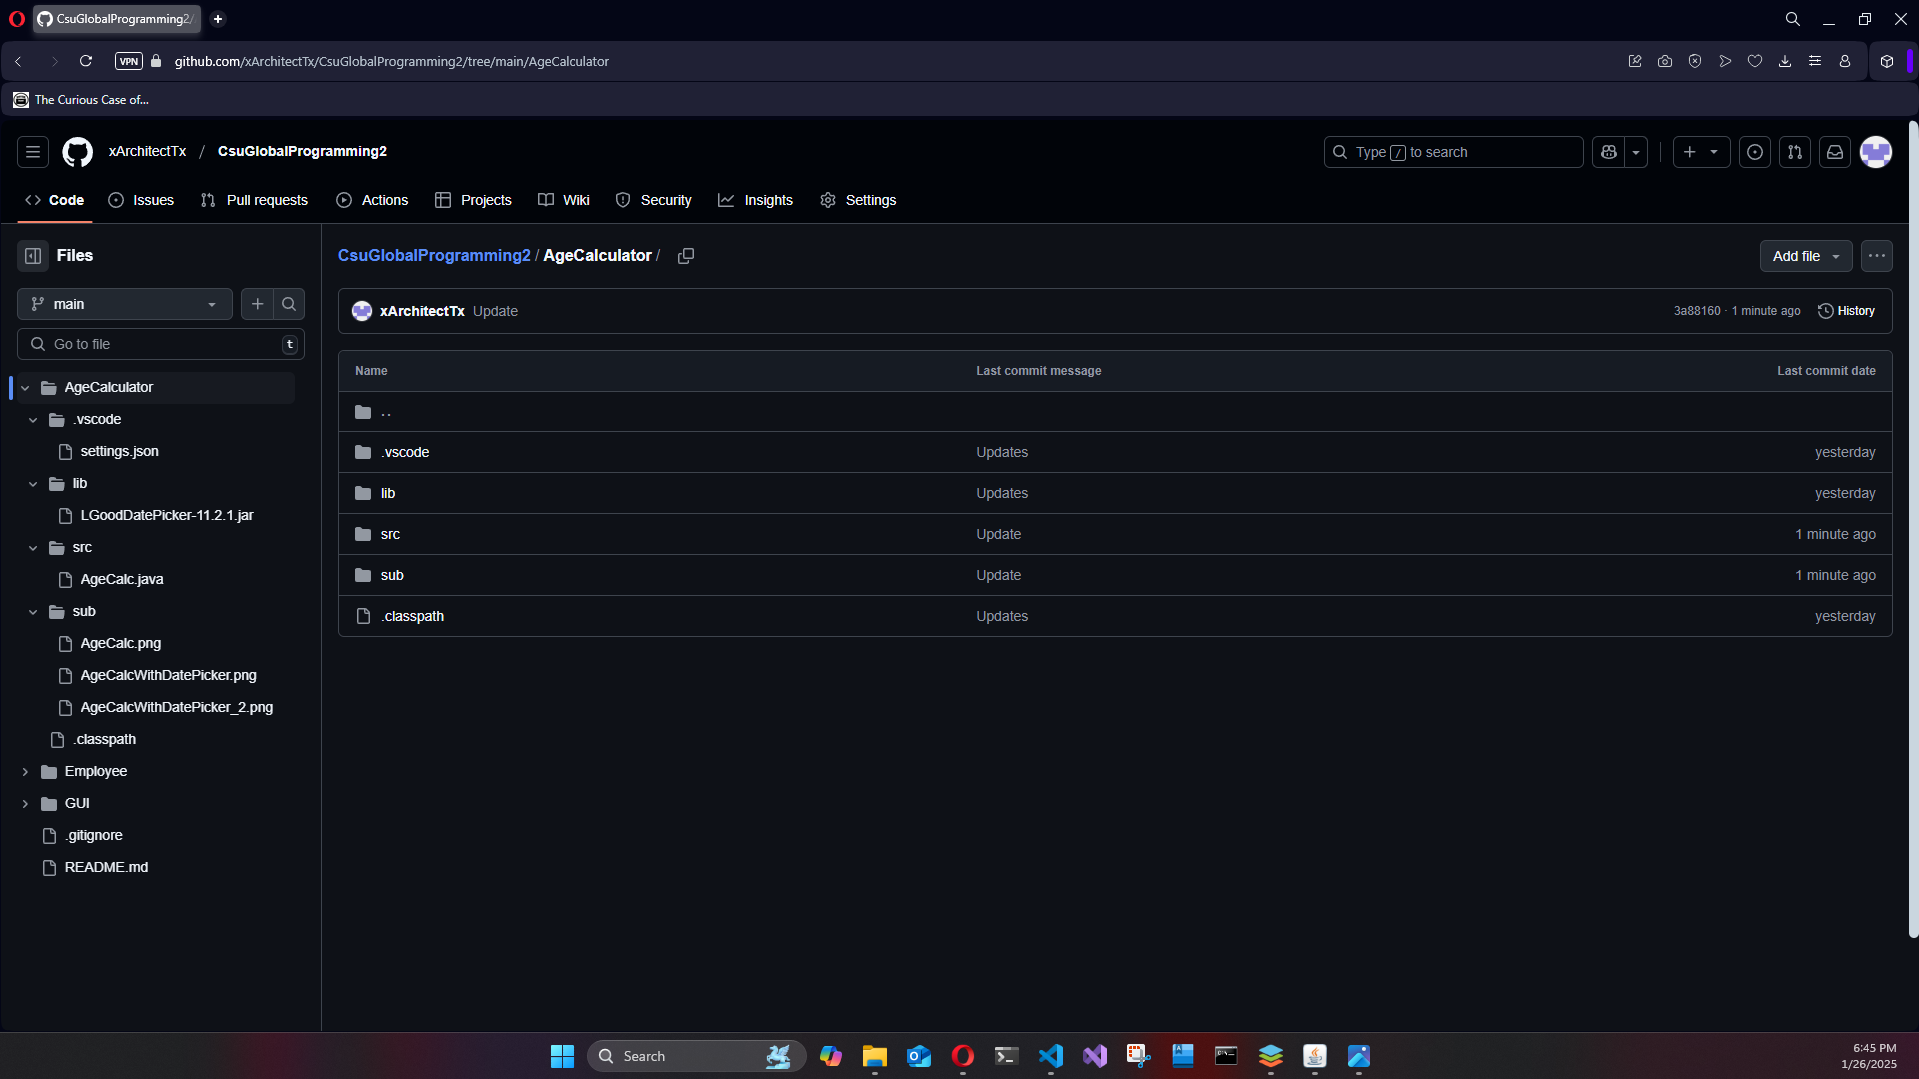 CsuGlobalProgramming2/
VPN
github.com/xArchitectTx/CsuGlobalProgramming2/tree/main/AgeCalculator
The Curious Case of...
xArchitectTx / CsuGlobalProgramming2
Type / to search
Code
Issues
Pull requests
Actions
Projects
Wiki
Security
Insights
Settings
Files
main
Go to file
t
AgeCalculator
.vscode
settings.json
lib
LGoodDatePicker-11.2.1.jar
src
AgeCalc.java
sub
AgeCalc.png
AgeCalcWithDatePicker.png
AgeCalcWithDatePicker_2.png
.classpath
Employee
GUI
.gitignore
README.md
CsuGlobalProgramming2 / AgeCalculator /
Add file
xArchitectTx Update
3a88160 · 1 minute ago
History
Name Last commit message Last commit date
..
.vscode Updates yesterday
lib Updates yesterday
src Update 1 minute ago
sub Update 1 minute ago
.classpath Updates yesterday
Search
6:45 PM
1/26/2025